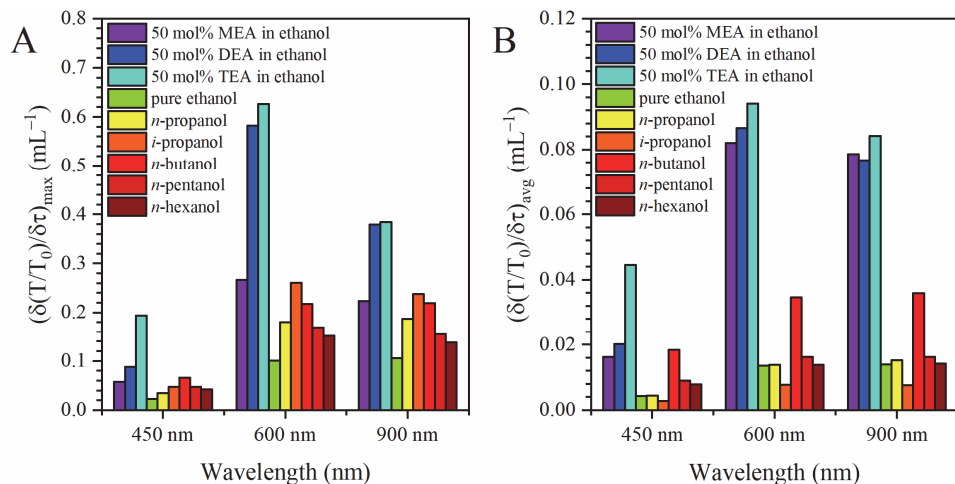 A
(δ(T/T₀)/δτ)max (mL⁻¹)
0.8
0.7
0.6
0.5
0.4
0.3
0.2
0.1
0.0
50 mol% MEA in ethanol
50 mol% DEA in ethanol
50 mol% TEA in ethanol
pure ethanol
n-propanol
i-propanol
n-butanol
n-pentanol
n-hexanol
450 nm 600 nm 900 nm
Wavelength (nm)
B
(δ(T/T₀)/δτ)avg (mL⁻¹)
0.12
0.10
0.08
0.06
0.04
0.02
0.00
50 mol% MEA in ethanol
50 mol% DEA in ethanol
50 mol% TEA in ethanol
pure ethanol
n-propanol
i-propanol
n-butanol
n-pentanol
n-hexanol
450 nm 600 nm 900 nm
Wavelength (nm)